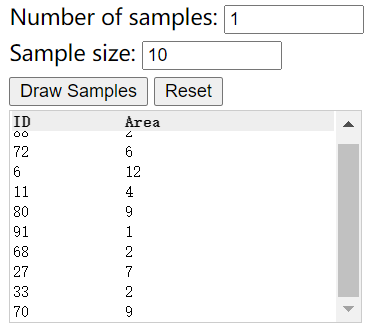 Number of samples: 1
Sample size: 10
Draw Samples Reset
ID Area
72 6
6 12
11 4
80 9
91 1
68 2
27 7
33 2
70 9